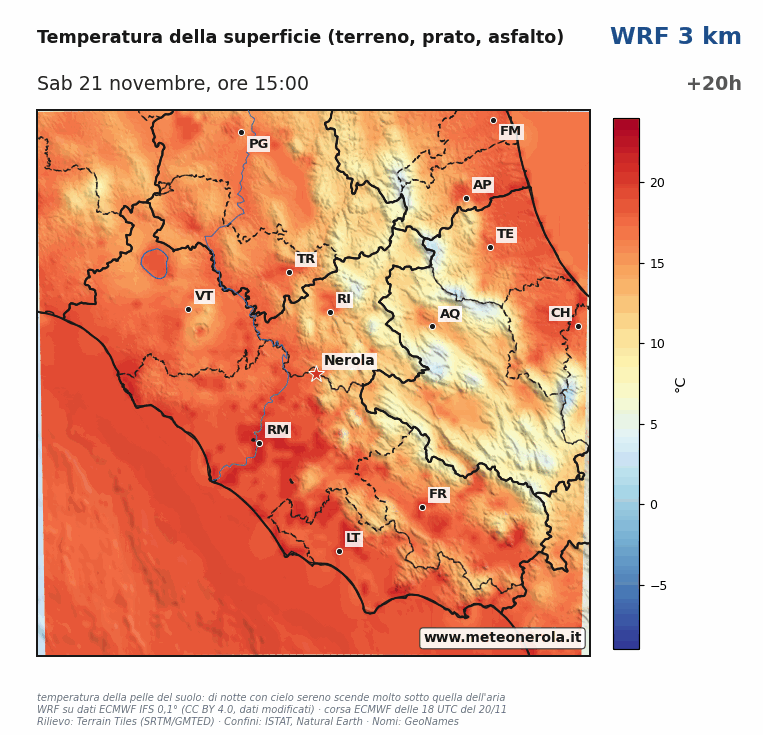 Temperatura della superficie (terreno, prato, asfalto)
WRF 3 km
Sab 21 novembre, ore 15:00
+20h
FM
PG
AP
TE
TR
VT
RI
AQ
CH
Nerola
RM
FR
LT
www.meteonerola.it
20
15
10
5
0
−5
°C
temperatura della pelle del suolo: di notte con cielo sereno scende molto sotto quella dell'aria
WRF su dati ECMWF IFS 0,1° (CC BY 4.0, dati modificati) · corsa ECMWF delle 18 UTC del 20/11
Rilievo: Terrain Tiles (SRTM/GMTED) · Confini: ISTAT, Natural Earth · Nomi: GeoNames